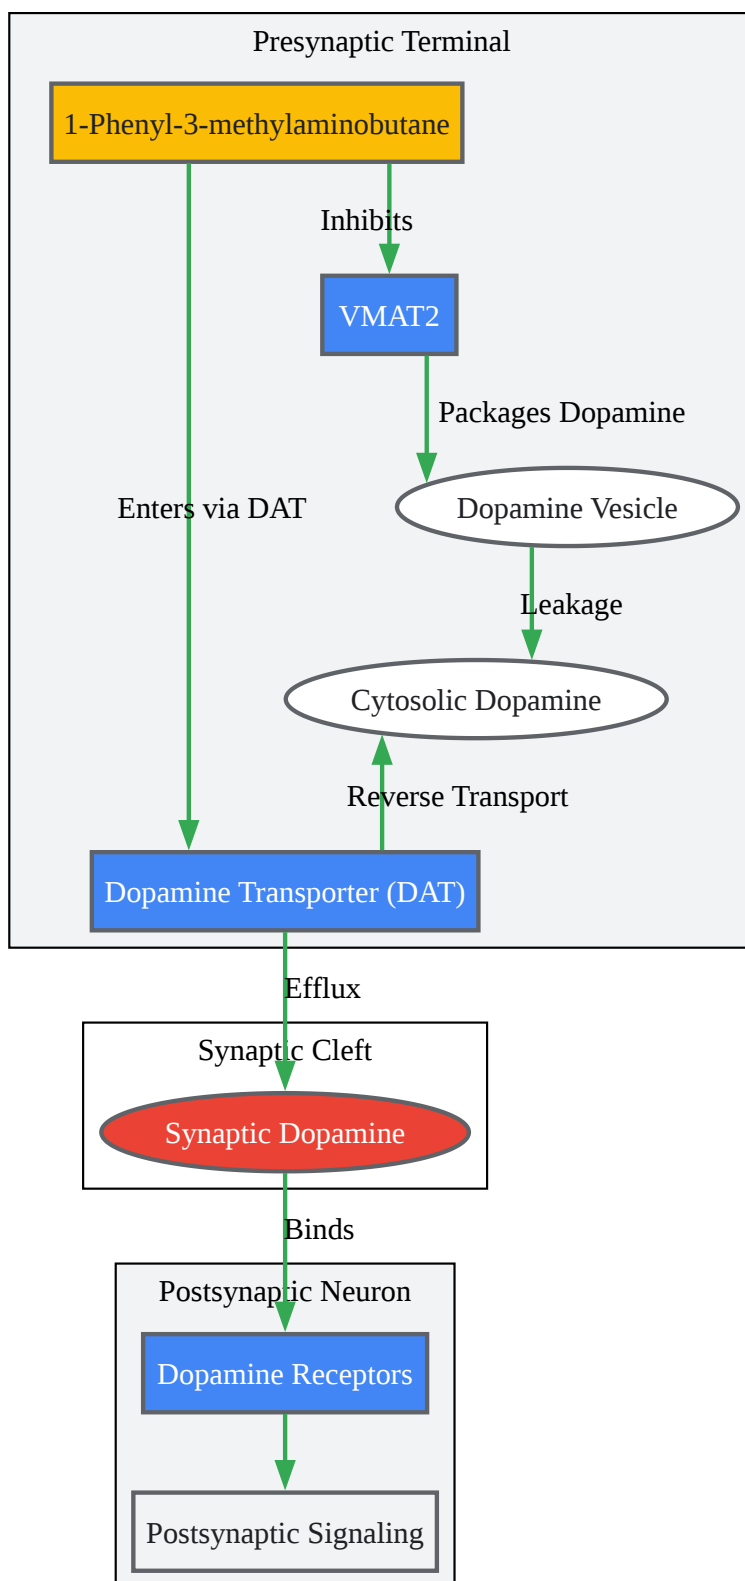 Presynaptic Terminal
1-Phenyl-3-methylaminobutane
Inhibits
VMAT2
Packages Dopamine
Dopamine Vesicle
Enters via DAT
Leakage
Cytosolic Dopamine
Reverse Transport
Dopamine Transporter (DAT)
Efflux
Synaptic Cleft
Synaptic Dopamine
Binds
Postsynaptic Neuron
Dopamine Receptors
Postsynaptic Signaling